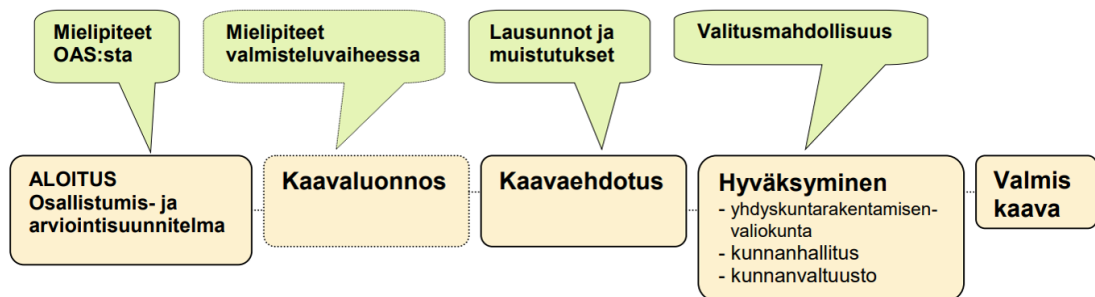 Mielipiteet
OAS:sta
Mielipiteet
valmisteluvaiheessa
Lausunnot ja
muistutukset
Valitusmahdollisuus
ALOITUS
Osallistumis- ja
arviointisuunnitelma
Kaavaluonnos
Kaavaehdotus
Hyväksyminen
- yhdyskuntarakentamisen-
valiokunta
- kunnanhallitus
- kunnanvaltuusto
Valmis
kaava